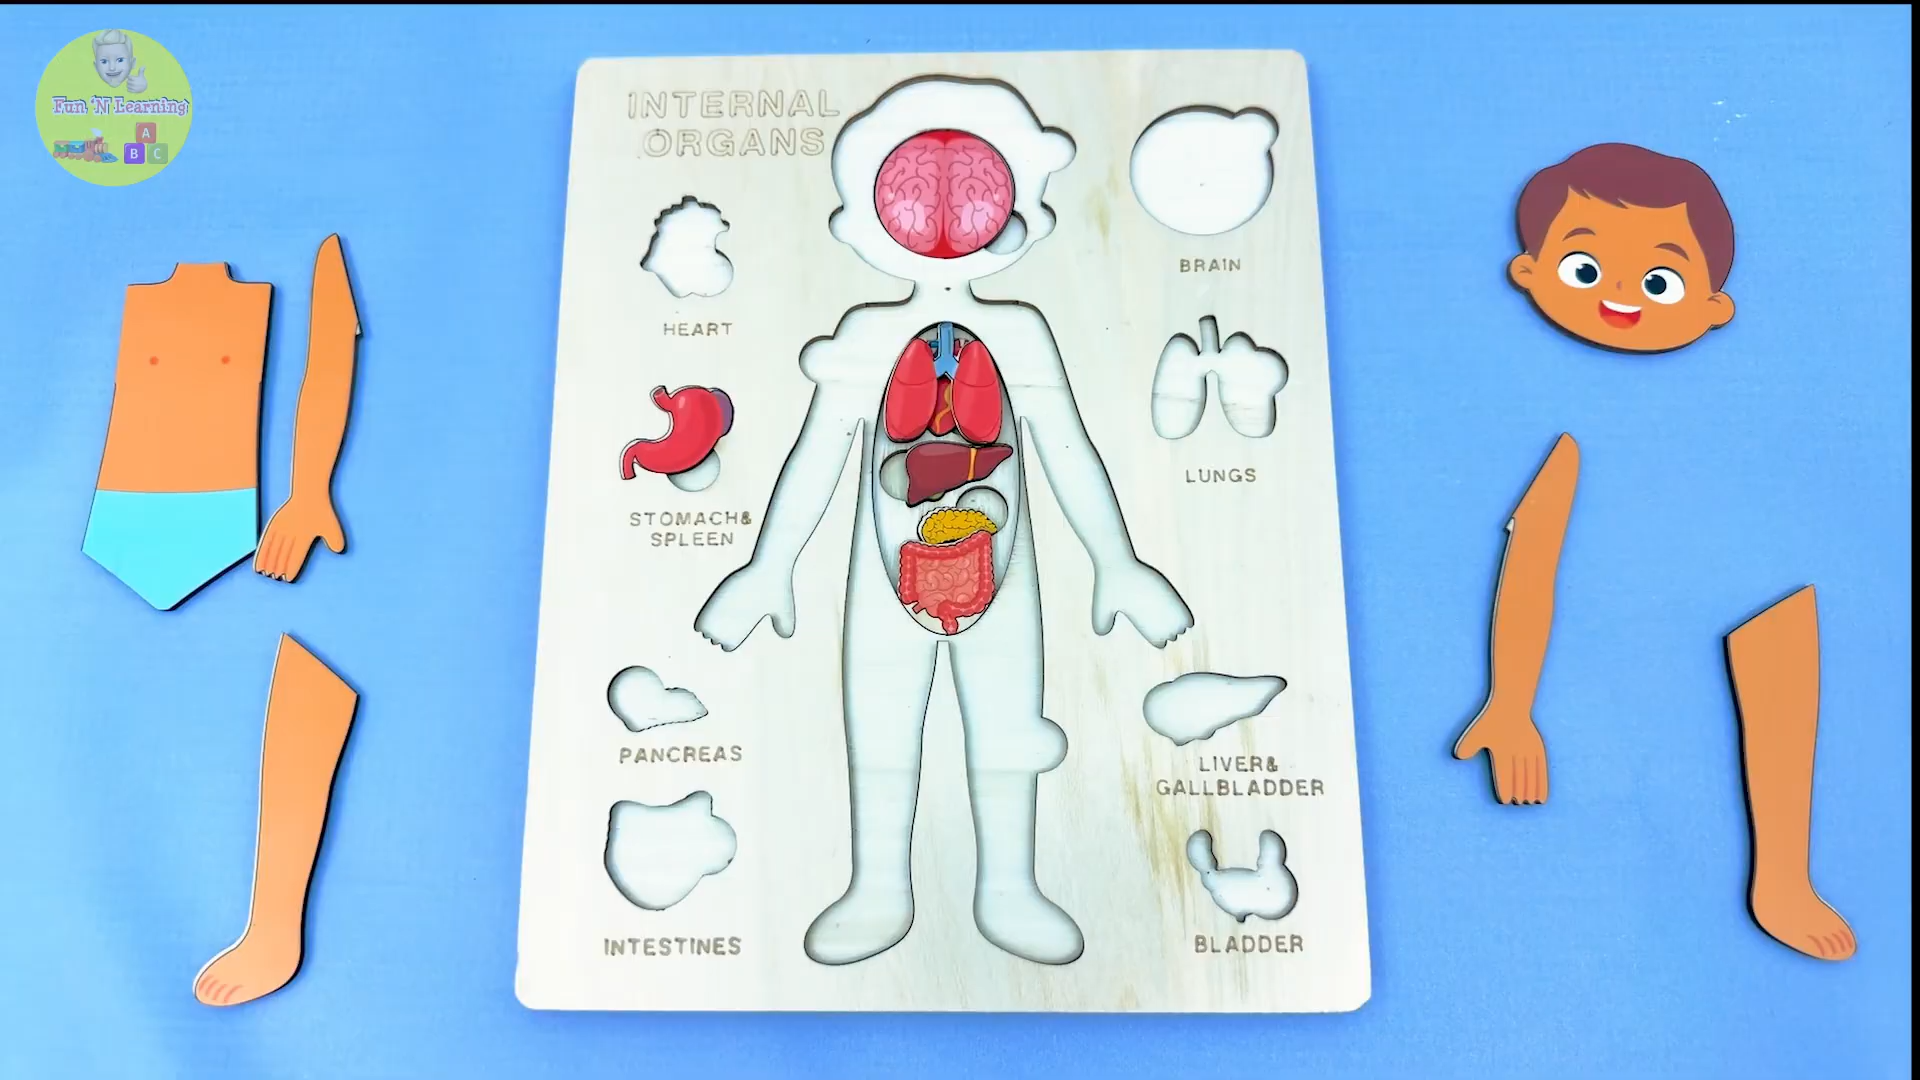 Fun 'N Learning
A
B C
INTERNAL
ORGANS
HEART
BRAIN
STOMACH&
SPLEEN
LUNGS
PANCREAS
LIVER&
GALLBLADDER
INTESTINES
BLADDER